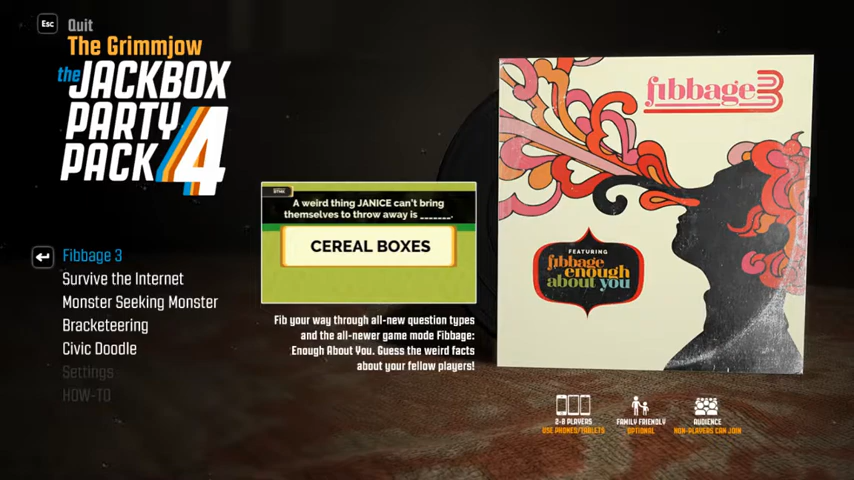 Esc Quit
The Grimmjow
the JACKBOX
PARTY
PACK 4
Fibbage 3
Survive the Internet
Monster Seeking Monster
Bracketeering
Civic Doodle
Settings
HOW-TO
A weird thing JANICE can't bring
themselves to throw away is _______.
CEREAL BOXES
Fib your way through all-new question types
and the all-newer game mode Fibbage:
Enough About You. Guess the weird facts
about your fellow players!
fibbage 3
FEATURING
fibbage
enough
about you
2-8 PLAYERS
USE PHONES/TABLETS
FAMILY FRIENDLY
OPTIONAL
AUDIENCE
NON-PLAYERS CAN JOIN